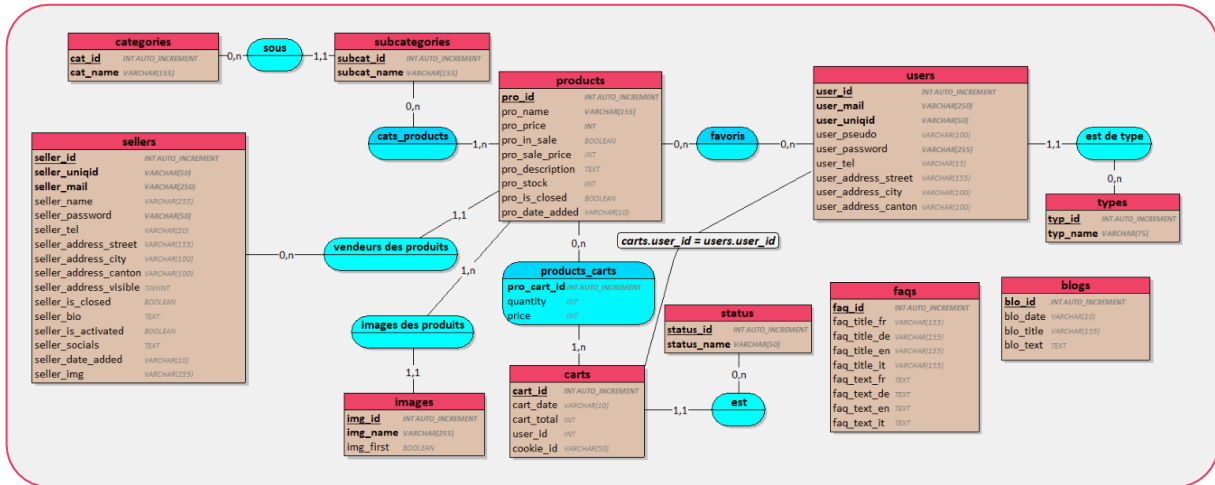 categories
cat_id INT AUTO_INCREMENT
cat_name VARCHAR(155)
0,n
sous
1,1
subcategories
subcat_id INT AUTO_INCREMENT
subcat_name VARCHAR(155)
0,n
cats_products
1,n
products
pro_id INT AUTO_INCREMENT
pro_name VARCHAR(155)
pro_price INT
pro_in_sale BOOLEAN
pro_sale_price INT
pro_description TEXT
pro_stock INT
pro_is_closed BOOLEAN
pro_date_added VARCHAR(10)
0,n
favoris
0,n
users
user_id INT AUTO_INCREMENT
user_mail VARCHAR(250)
user_uniqid VARCHAR(50)
user_pseudo VARCHAR(100)
user_password VARCHAR(255)
user_tel VARCHAR(15)
user_address_street VARCHAR(155)
user_address_city VARCHAR(100)
user_address_canton VARCHAR(100)
1,1
est de type
0,n
types
typ_id INT AUTO_INCREMENT
typ_name VARCHAR(75)
sellers
seller_id INT AUTO_INCREMENT
seller_uniqid VARCHAR(50)
seller_mail VARCHAR(250)
seller_name VARCHAR(255)
seller_password VARCHAR(50)
seller_tel VARCHAR(20)
seller_address_street VARCHAR(155)
seller_address_city VARCHAR(100)
seller_address_canton VARCHAR(100)
seller_address_visible TINYINT
seller_is_closed BOOLEAN
seller_bio TEXT
seller_is_activated BOOLEAN
seller_socials TEXT
seller_date_added VARCHAR(10)
seller_img VARCHAR(255)
0,n
vendeurs des produits
1,1
1,n
images des produits
1,1
images
img_id INT AUTO_INCREMENT
img_name VARCHAR(255)
img_first BOOLEAN
0,n
products_carts
pro_cart_id INT AUTO_INCREMENT
quantity INT
price INT
1,n
carts
cart_id INT AUTO_INCREMENT
cart_date VARCHAR(10)
cart_total INT
user_id INT
cookie_id VARCHAR(50)
carts.user_id = users.user_id
status
status_id INT AUTO_INCREMENT
status_name VARCHAR(50)
0,n
est
1,1
faqs
faq_id INT AUTO_INCREMENT
faq_title_fr VARCHAR(155)
faq_title_de VARCHAR(155)
faq_title_en VARCHAR(155)
faq_title_it VARCHAR(155)
faq_text_fr TEXT
faq_text_de TEXT
faq_text_en TEXT
faq_text_it TEXT
blogs
blo_id INT AUTO_INCREMENT
blo_date VARCHAR(10)
blo_title VARCHAR(155)
blo_text TEXT